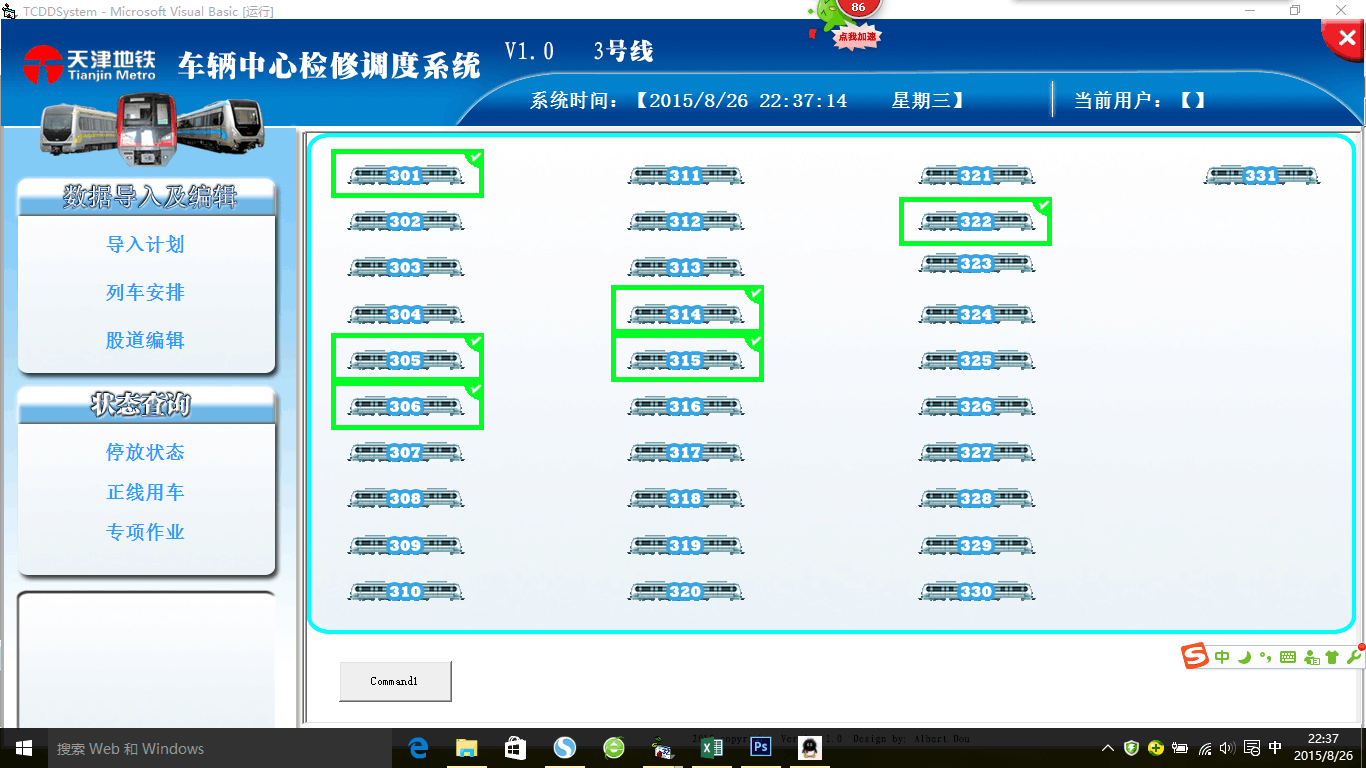 TCDDSystem - Microsoft Visual Basic [运行]
86
点我加速
天津地铁
Tianjin Metro
车辆中心检修调度系统
V1.0 3号线
系统时间：【2015/8/26 22:37:14 星期三】
当前用户：【】
数据导入及编辑
导入计划
列车安排
股道编辑
状态查询
停放状态
正线用车
专项作业
301 311 321 331
302 312 322
303 313 323
304 314 324
305 315 325
306 316 326
307 317 327
308 318 328
309 319 329
310 320 330
Command1
S 中
搜索 Web 和 Windows
Design by: Albert.Dou
Ps
中
22:37
2015/8/26